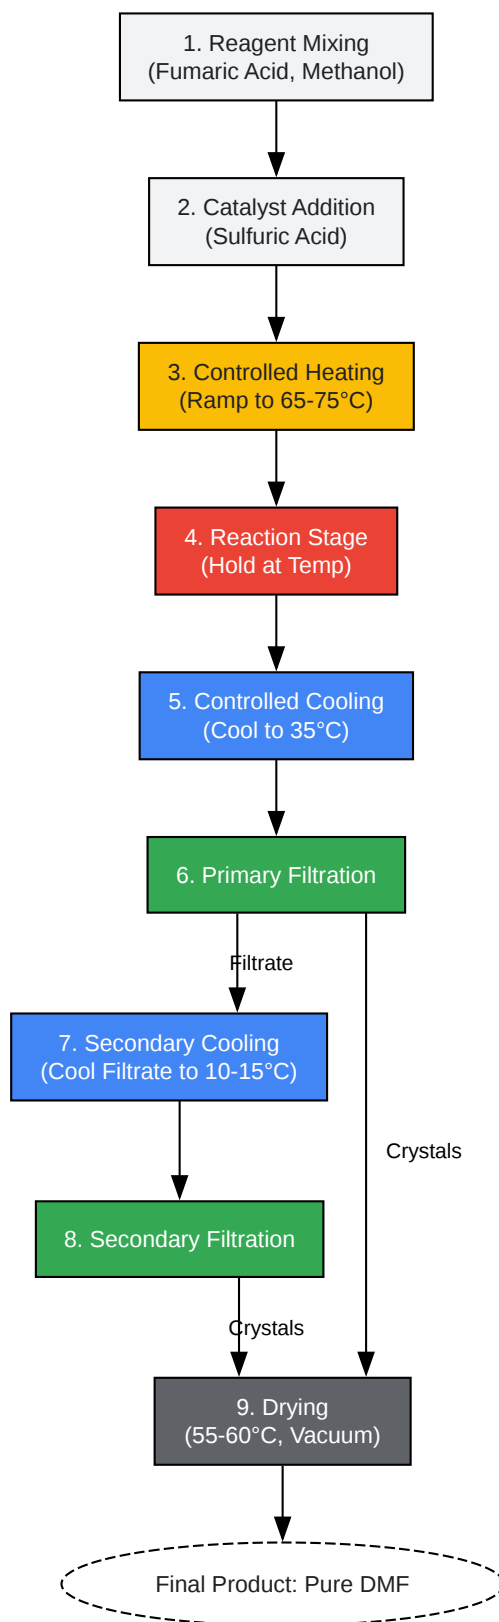 1. Reagent Mixing
(Fumaric Acid, Methanol)
2. Catalyst Addition
(Sulfuric Acid)
3. Controlled Heating
(Ramp to 65-75°C)
4. Reaction Stage
(Hold at Temp)
5. Controlled Cooling
(Cool to 35°C)
6. Primary Filtration
Filtrate
7. Secondary Cooling
(Cool Filtrate to 10-15°C)
Crystals
8. Secondary Filtration
Crystals
9. Drying
(55-60°C, Vacuum)
Final Product: Pure DMF